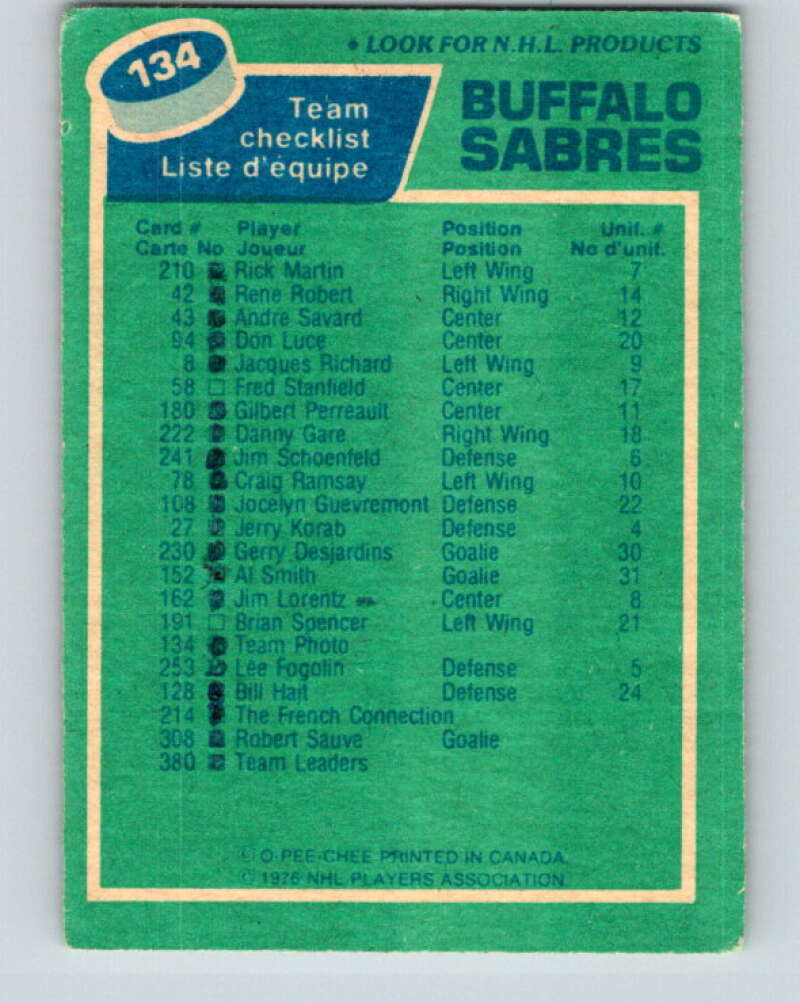 134
• LOOK FOR N.H.L. PRODUCTS
Team
checklist
Liste d'équipe
BUFFALO
SABRES
Card # Player Position Unif. #
Carte No Joueur Position No d'unif.
210 Rick Martin Left Wing 7
42 Rene Robert Right Wing 14
43 Andre Savard Center 12
94 Don Luce Center 20
8 Jacques Richard Left Wing 9
58 Fred Stanfield Center 17
180 Gilbert Perreault Center 11
222 Danny Gare Right Wing 18
241 Jim Schoenfeld Defense 6
78 Craig Ramsay Left Wing 10
108 Jocelyn Guevremont Defense 22
27 Jerry Korab Defense 4
230 Gerry Desjardins Goalie 30
152 Al Smith Goalie 31
162 Jim Lorentz Center 8
191 Brian Spencer Left Wing 21
134 Team Photo
253 Lee Fogolin Defense 5
128 Bill Hajt Defense 24
214 The French Connection
308 Robert Sauve Goalie
380 Team Leaders
© O-PEE-CHEE PRINTED IN CANADA
© 1976 NHL PLAYERS ASSOCIATION